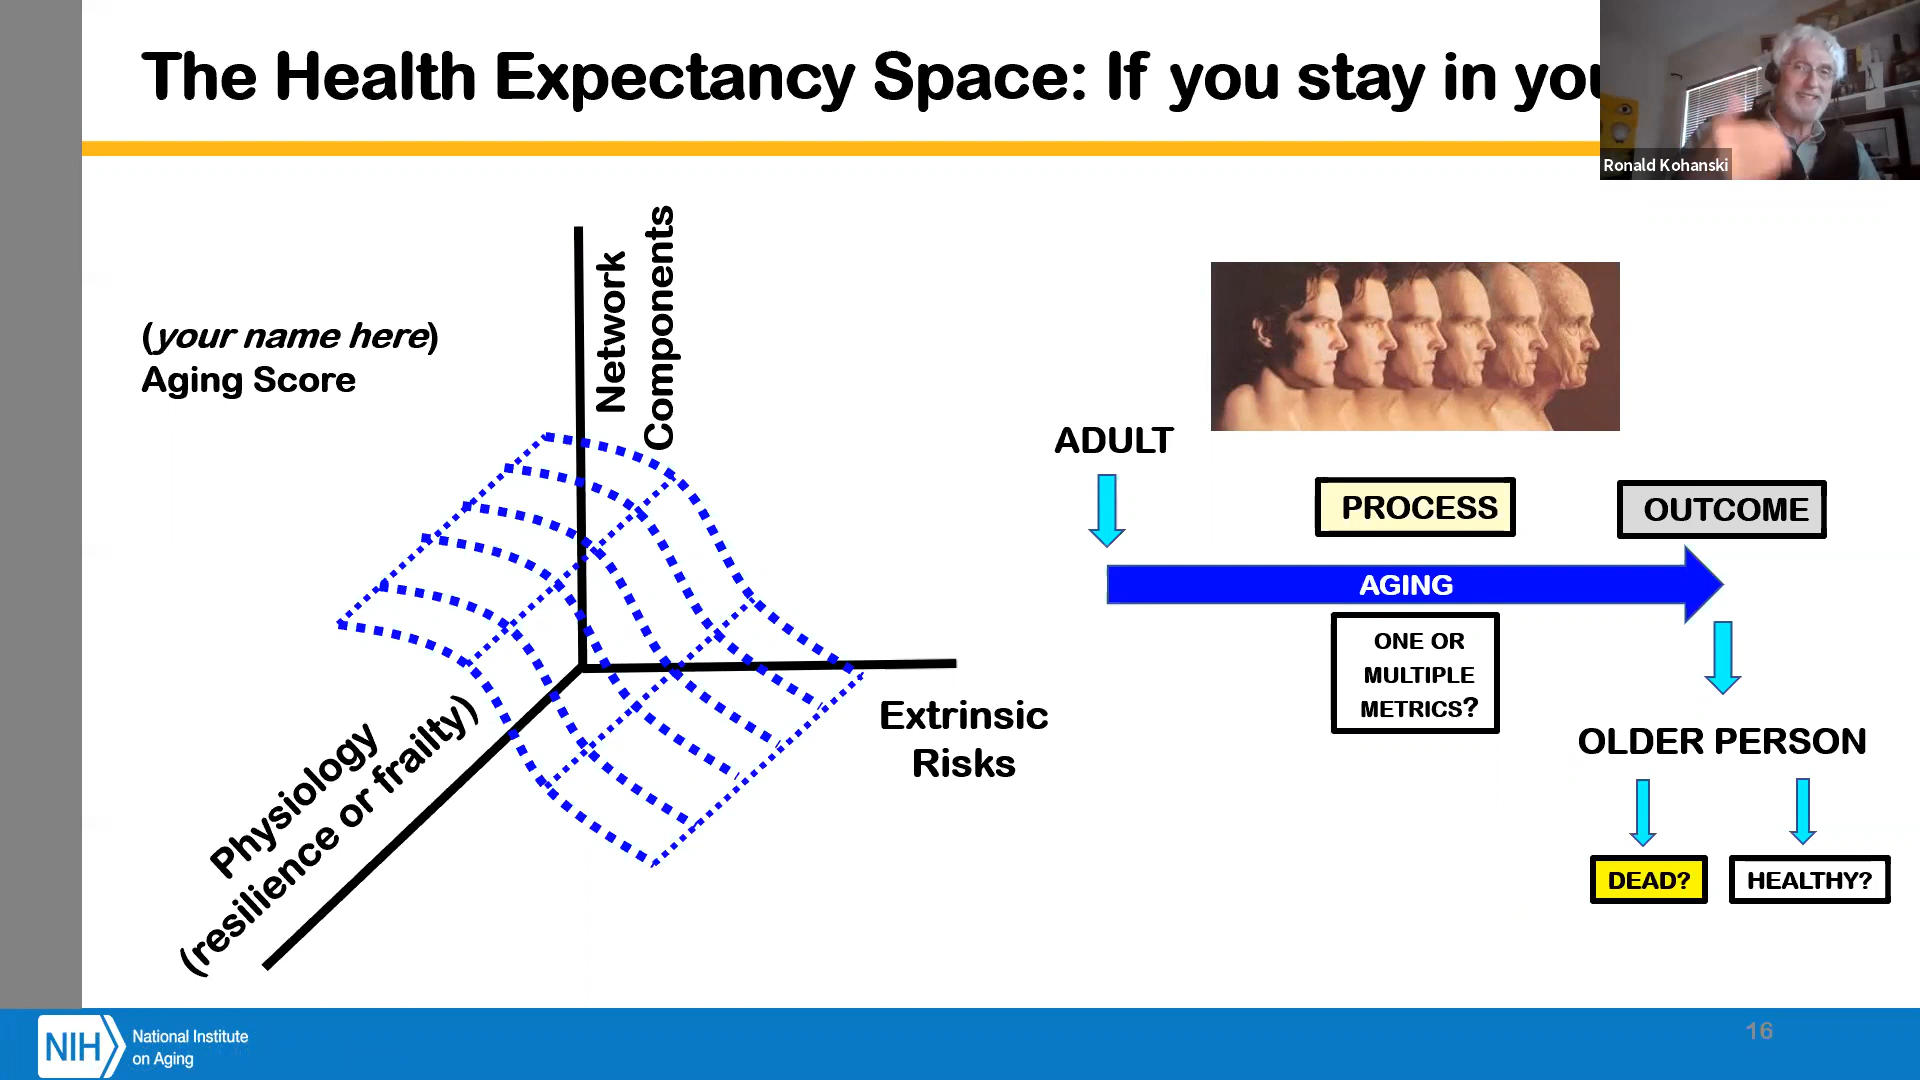 The Health Expectancy Space: If you stay in
Ronald Kohanski
Network
Components
(your name here)
Aging Score
Extrinsic
Risks
Physiology
(resilience or frailty))
ADULT
PROCESS
OUTCOME
AGING
ONE OR
MULTIPLE
METRICS?
OLDER PERSON
DEAD?
HEALTHY?
NIH
National Institute
on Aging
16